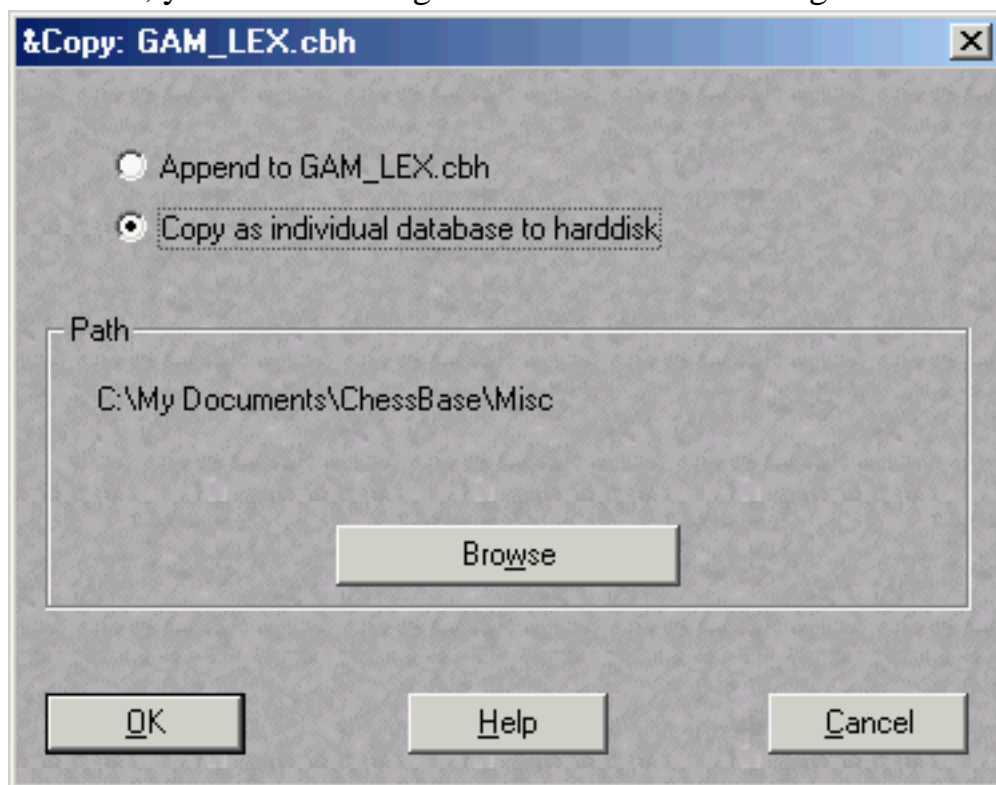 &Copy: GAM_LEX.cbh
Append to GAM_LEX.cbh
Copy as individual database to harddisk
Path
C:\My Documents\ChessBase\Misc
Browse
OK Help Cancel